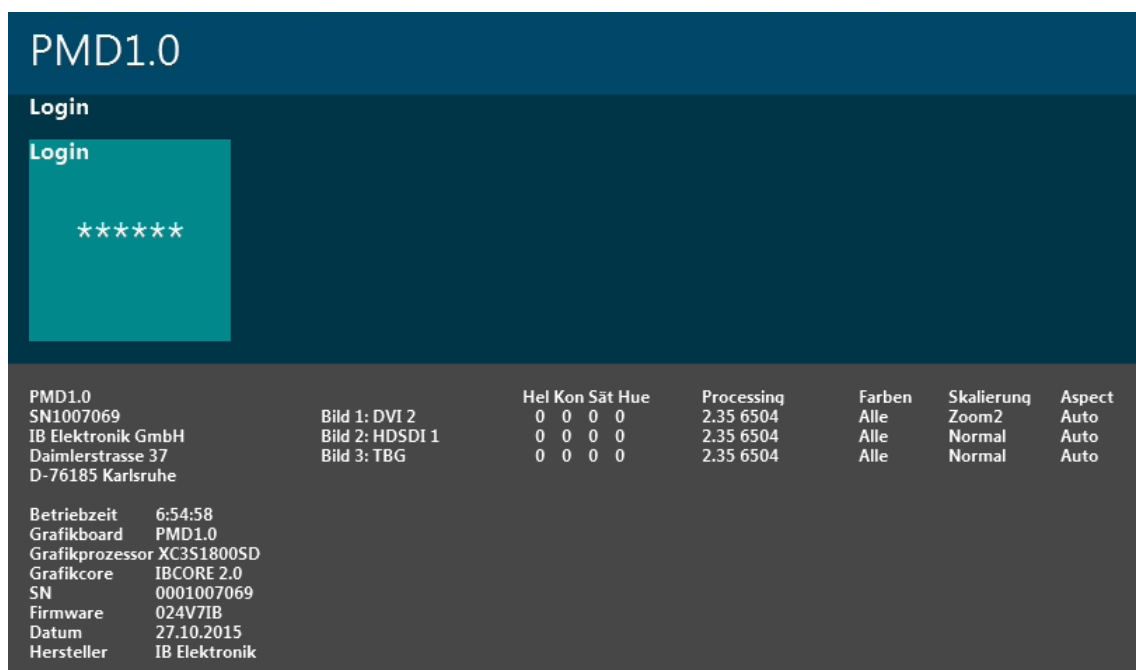 PMD1.0
Login
Login
******
Hel Kon Sät Hue Processing Farben Skalierung Aspect
PMD1.0
SN1007069 Bild 1: DVI 2 0 0 0 0 2.35 6504 Alle Zoom2 Auto
IB Elektronik GmbH Bild 2: HDSDI 1 0 0 0 0 2.35 6504 Alle Normal Auto
Daimlerstrasse 37 Bild 3: TBG 0 0 0 0 2.35 6504 Alle Normal Auto
D-76185 Karlsruhe
Betriebzeit 6:54:58
Grafikboard PMD1.0
Grafikprozessor XC3S1800SD
Grafikcore IBCORE 2.0
SN 0001007069
Firmware 024V7IB
Datum 27.10.2015
Hersteller IB Elektronik